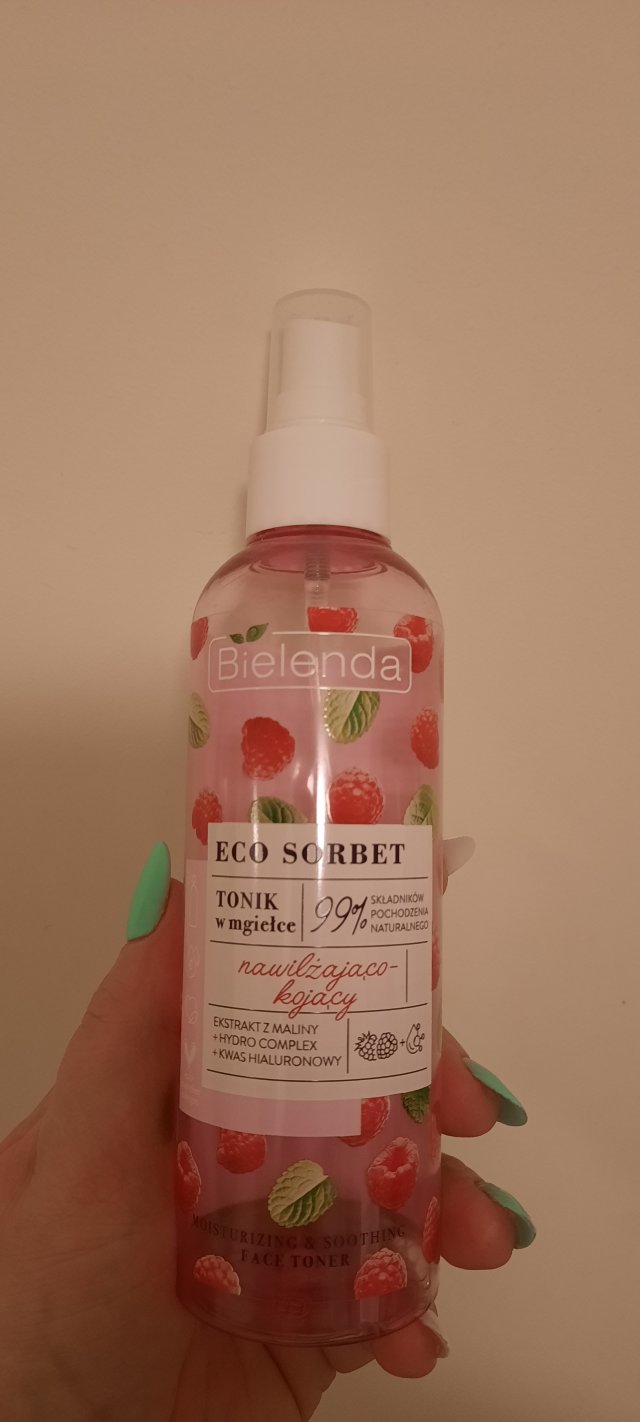 Bielenda
ECO SORBET
TONIK
w mgiełce
99%
SKŁADNIKÓW
POCHODZENIA
NATURALNEGO
nawilżająco-
kojący
EKSTRAKT Z MALINY
+ HYDRO COMPLEX
+ KWAS HIALURONOWY
MOISTURIZING & SOOTHING
FACE TONER